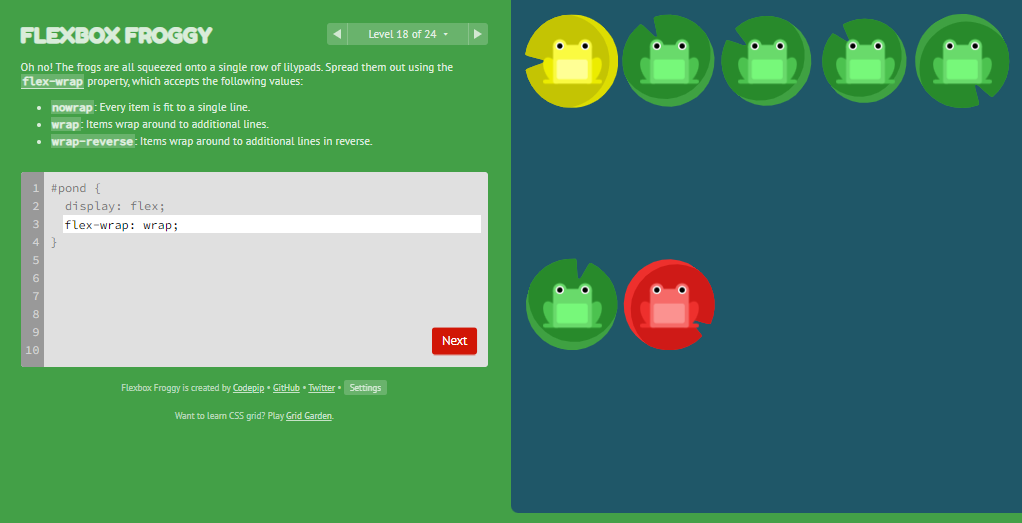 FLEXBOX FROGGY
Level 18 of 24
Oh no! The frogs are all squeezed onto a single row of lilypads. Spread them out using the
flex-wrap property, which accepts the following values:
• nowrap: Every item is fit to a single line.
• wrap: Items wrap around to additional lines.
• wrap-reverse: Items wrap around to additional lines in reverse.
1 #pond {
2 display: flex;
3 flex-wrap: wrap;
4 }
5
6
7
8
9
10
Next
Flexbox Froggy is created by Codepip • GitHub • Twitter • Settings
Want to learn CSS grid? Play Grid Garden.